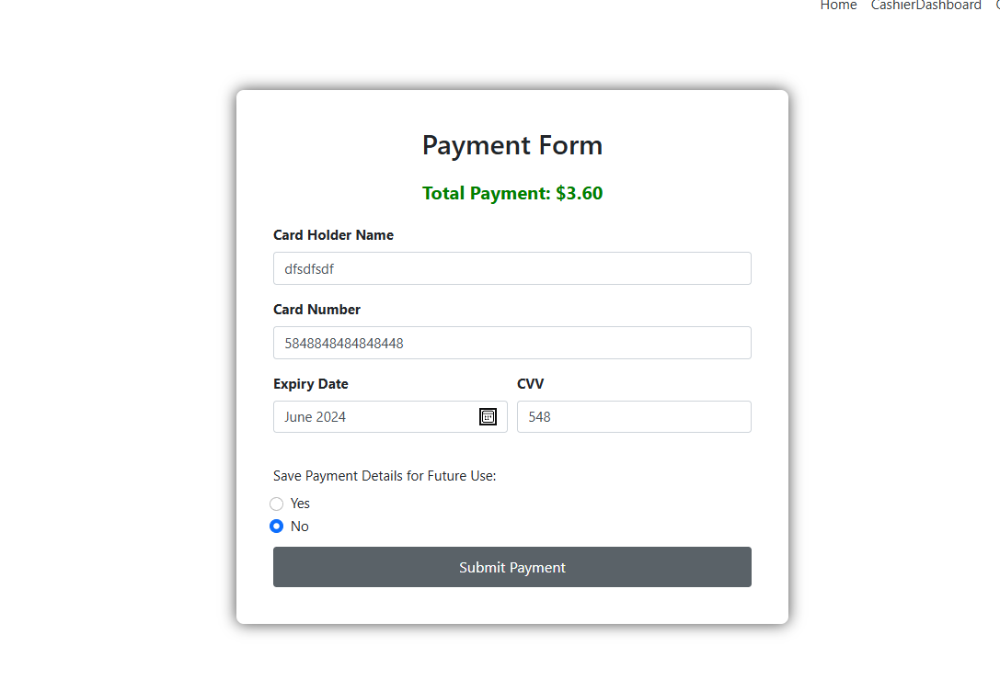 Home CashierDashboard
Payment Form
Total Payment: $3.60
Card Holder Name
dfsdfsdf
Card Number
5848848484848448
Expiry Date CVV
June 2024 548
Save Payment Details for Future Use:
Yes
No
Submit Payment